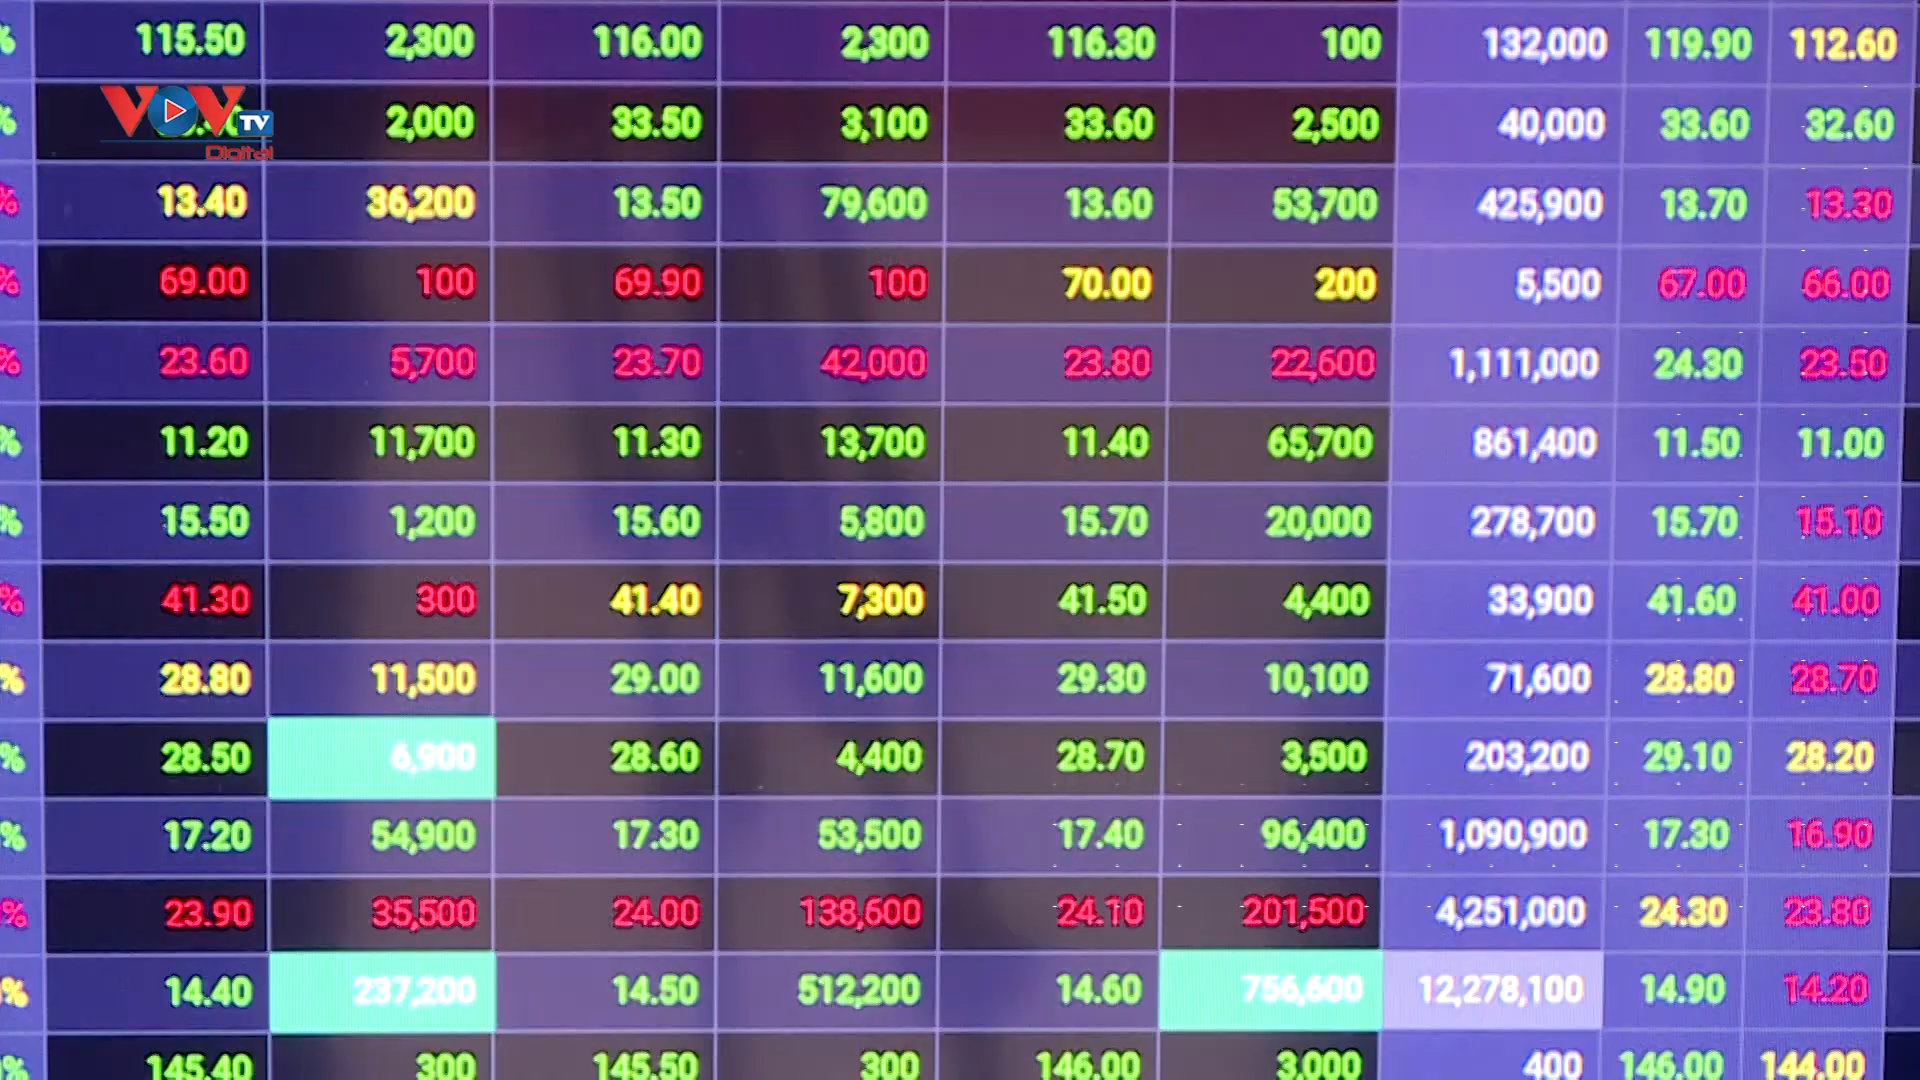 % 115.50 2,300 116.00 2,300 116.30 100 132,000 119.90 112.60
VOV TV
Digital
% 2,000 33.50 3,100 33.60 2,500 40,000 33.60 32.60
% 13.40 36,200 13.50 79,600 13.60 53,700 425,900 13.70 13.30
% 69.00 100 69.90 100 70.00 200 5,500 67.00 66.00
% 23.60 5,700 23.70 42,000 23.80 22,600 1,111,000 24.30 23.50
% 11.20 11,700 11.30 13,700 11.40 65,700 861,400 11.50 11.00
% 15.50 1,200 15.60 5,800 15.70 20,000 278,700 15.70 15.10
% 41.30 300 41.40 7,300 41.50 4,400 33,900 41.60 41.00
% 28.80 11,500 29.00 11,600 29.30 10,100 71,600 28.80 28.70
% 28.50 6,900 28.60 4,400 28.70 3,500 203,200 29.10 28.20
% 17.20 54,900 17.30 53,500 17.40 96,400 1,090,900 17.30 16.90
% 23.90 35,500 24.00 138,600 24.10 201,500 4,251,000 24.30 23.80
% 14.40 237,200 14.50 512,200 14.60 756,600 12,278,100 14.90 14.20
% 145.40 300 145.50 300 146.00 3,000 400 146.00 144.00